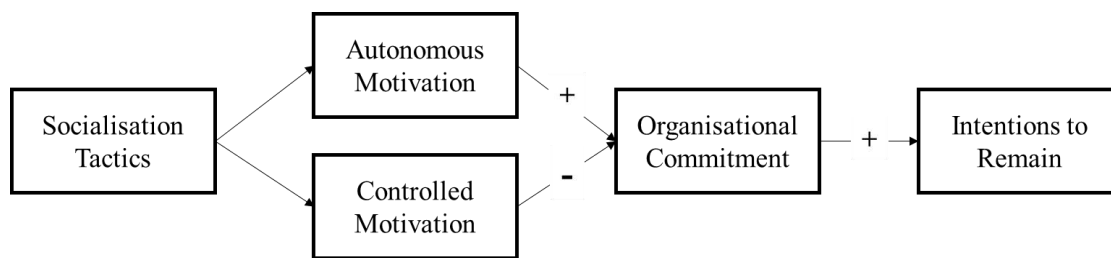 Socialisation
Tactics
Autonomous
Motivation
Controlled
Motivation
+
-
Organisational
Commitment
+
Intentions to
Remain